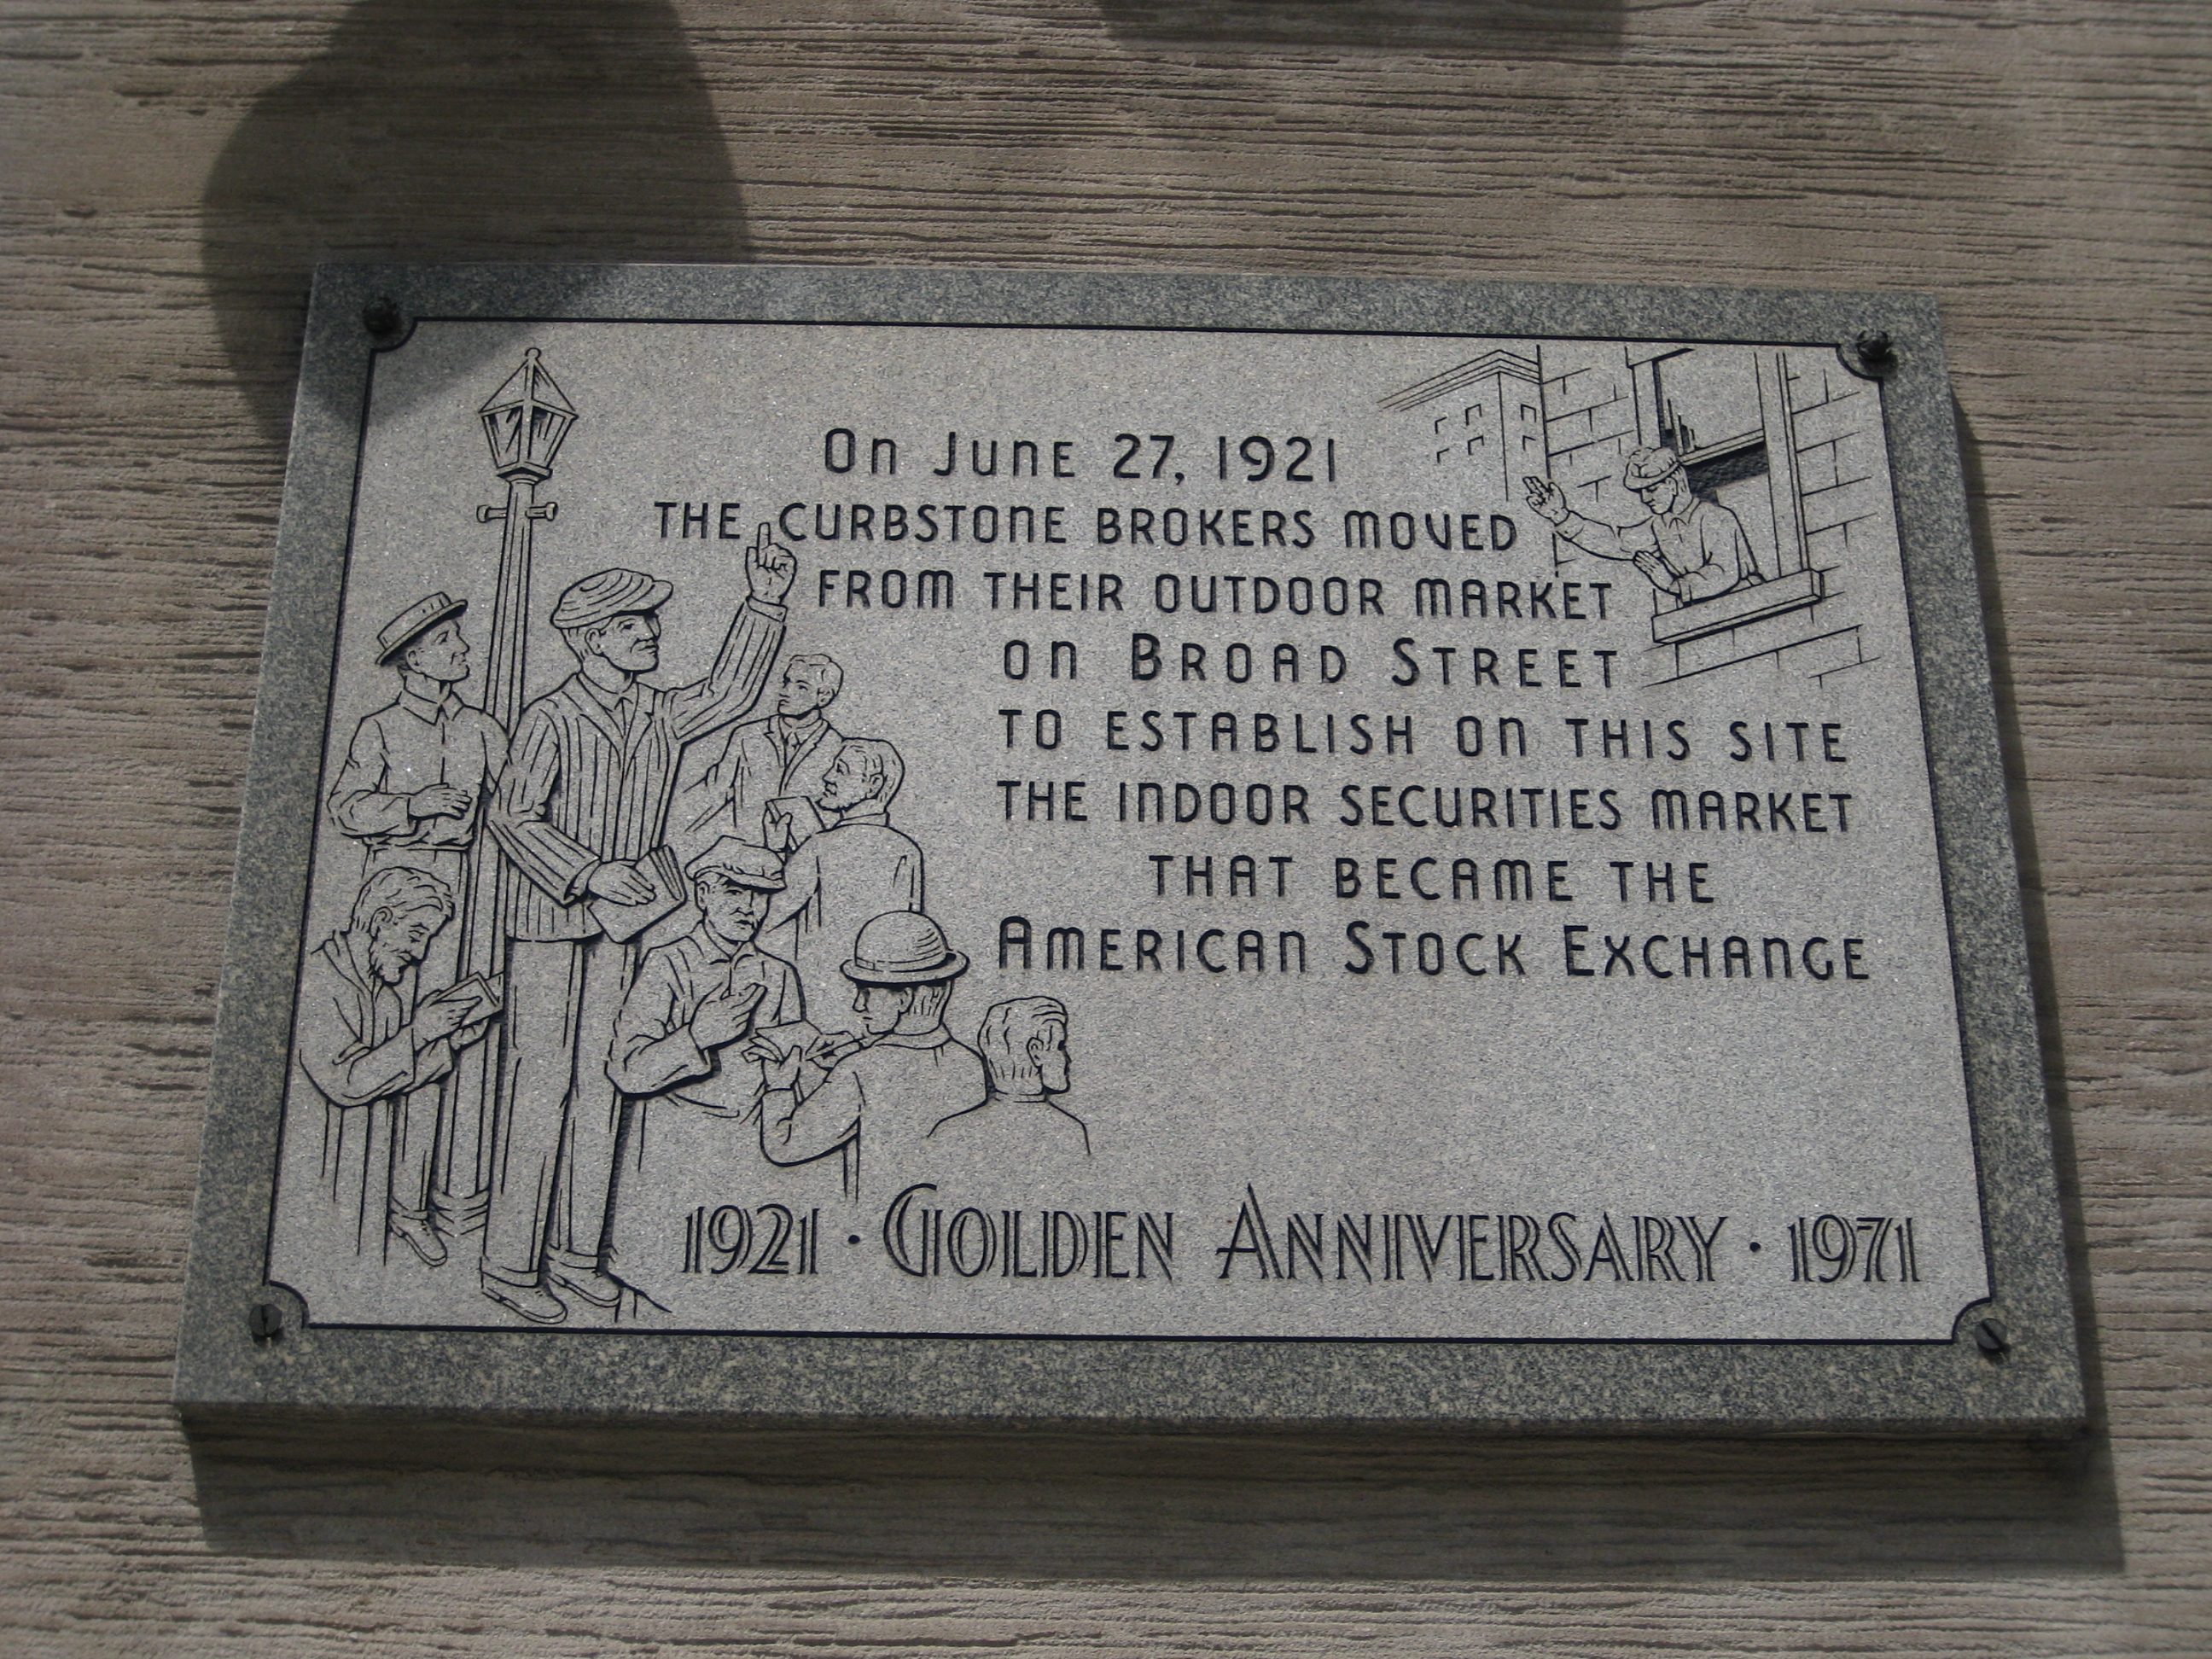 On June 27, 1921
THE CURBSTONE BROKERS MOVED
FROM THEIR OUTDOOR MARKET
ON BROAD STREET
TO ESTABLISH ON THIS SITE
THE INDOOR SECURITIES MARKET
THAT BECAME THE
AMERICAN STOCK EXCHANGE
1921 · GOLDEN ANNIVERSARY · 1971